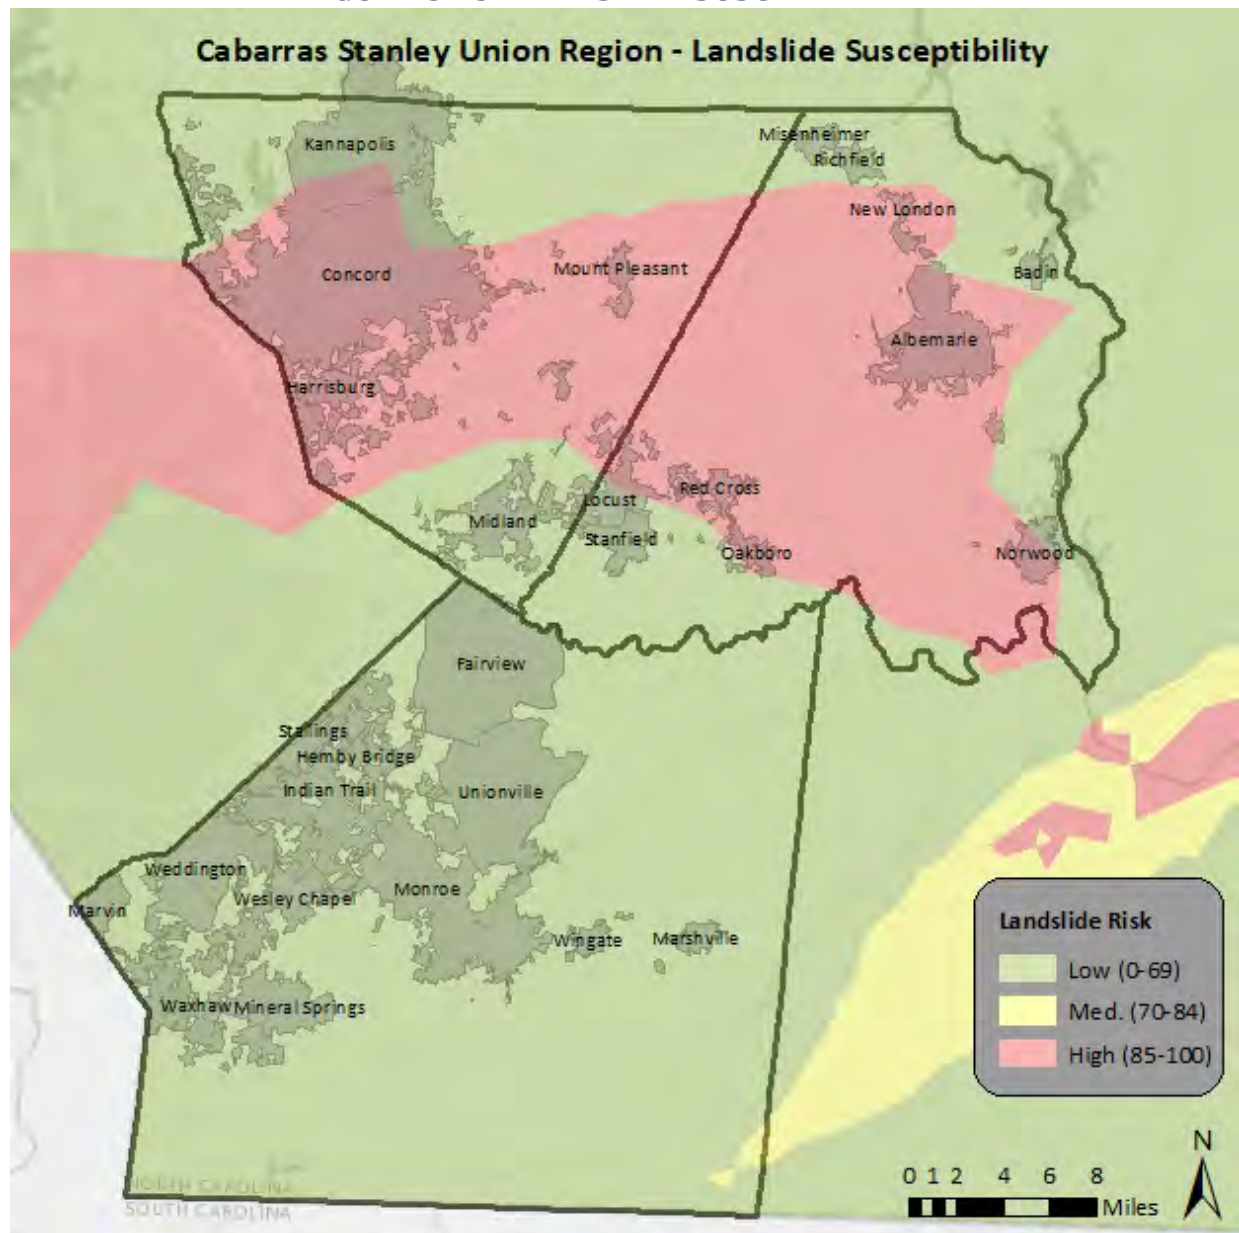 Cabarras Stanley Union Region - Landslide Susceptibility
Kannapolis
Misenheimer
Richfield
New London
Concord
Mount Pleasant
Badin
Albemarle
Harrisburg
Locust
Red Cross
Midland
Stanfield
Oakboro
Norwood
Fairview
Stallings
Hemby Bridge
Indian Trail
Unionville
Weddington
Wesley Chapel
Monroe
Marvin
Wingate
Marshville
Waxhaw
Mineral Springs
Landslide Risk
Low (0-69)
Med. (70-84)
High (85-100)
N
0 1 2 4 6 8
Miles
NORTH CAROLINA
SOUTH CAROLINA